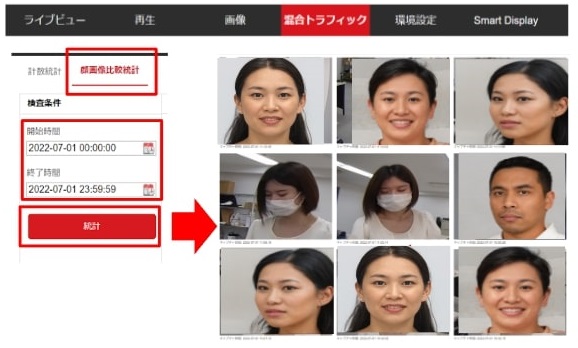 ライブビュー 再生 画像 混合トラフィック 環境設定 Smart Display
計数統計 顔画像比較統計
検査条件
開始時間
2022-07-01 00:00:00
終了時間
2022-07-01 23:59:59
統計